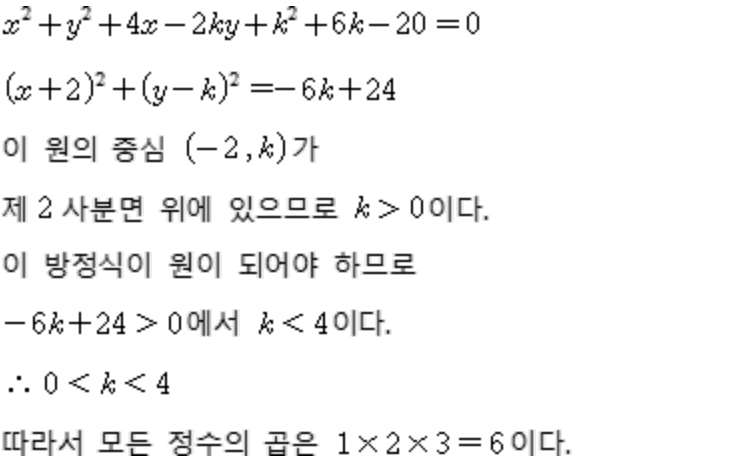 x²+y²+4x−2ky+k²+6k−20=0
(x+2)²+(y−k)²=−6k+24
이 원의 중심 (−2,k)가
제 2 사분면 위에 있으므로 k>0이다.
이 방정식이 원이 되어야 하므로
−6k+24>0에서 k<4이다.
∴ 0<k<4
따라서 모든 정수의 곱은 1×2×3=6이다.